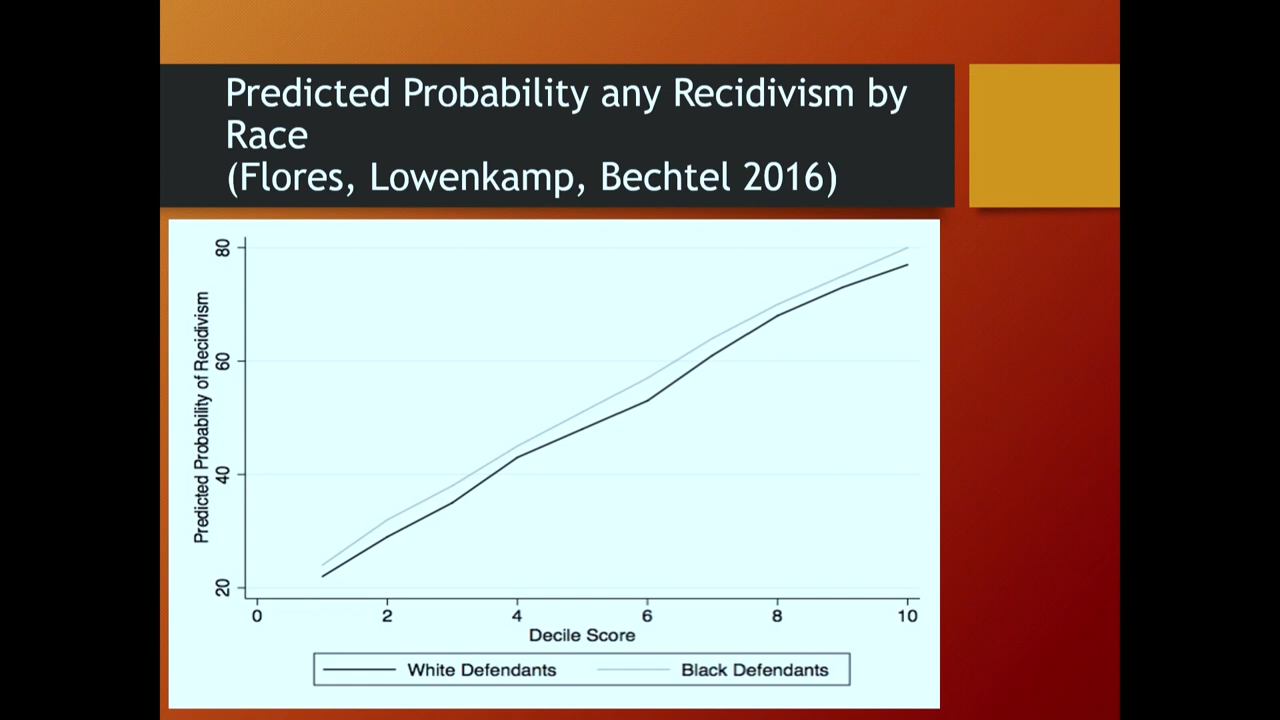 Predicted Probability any Recidivism by
Race
(Flores, Lowenkamp, Bechtel 2016)
Predicted Probability of Recidivism
80
60
40
20
0 2 4 6 8 10
Decile Score
White Defendants Black Defendants